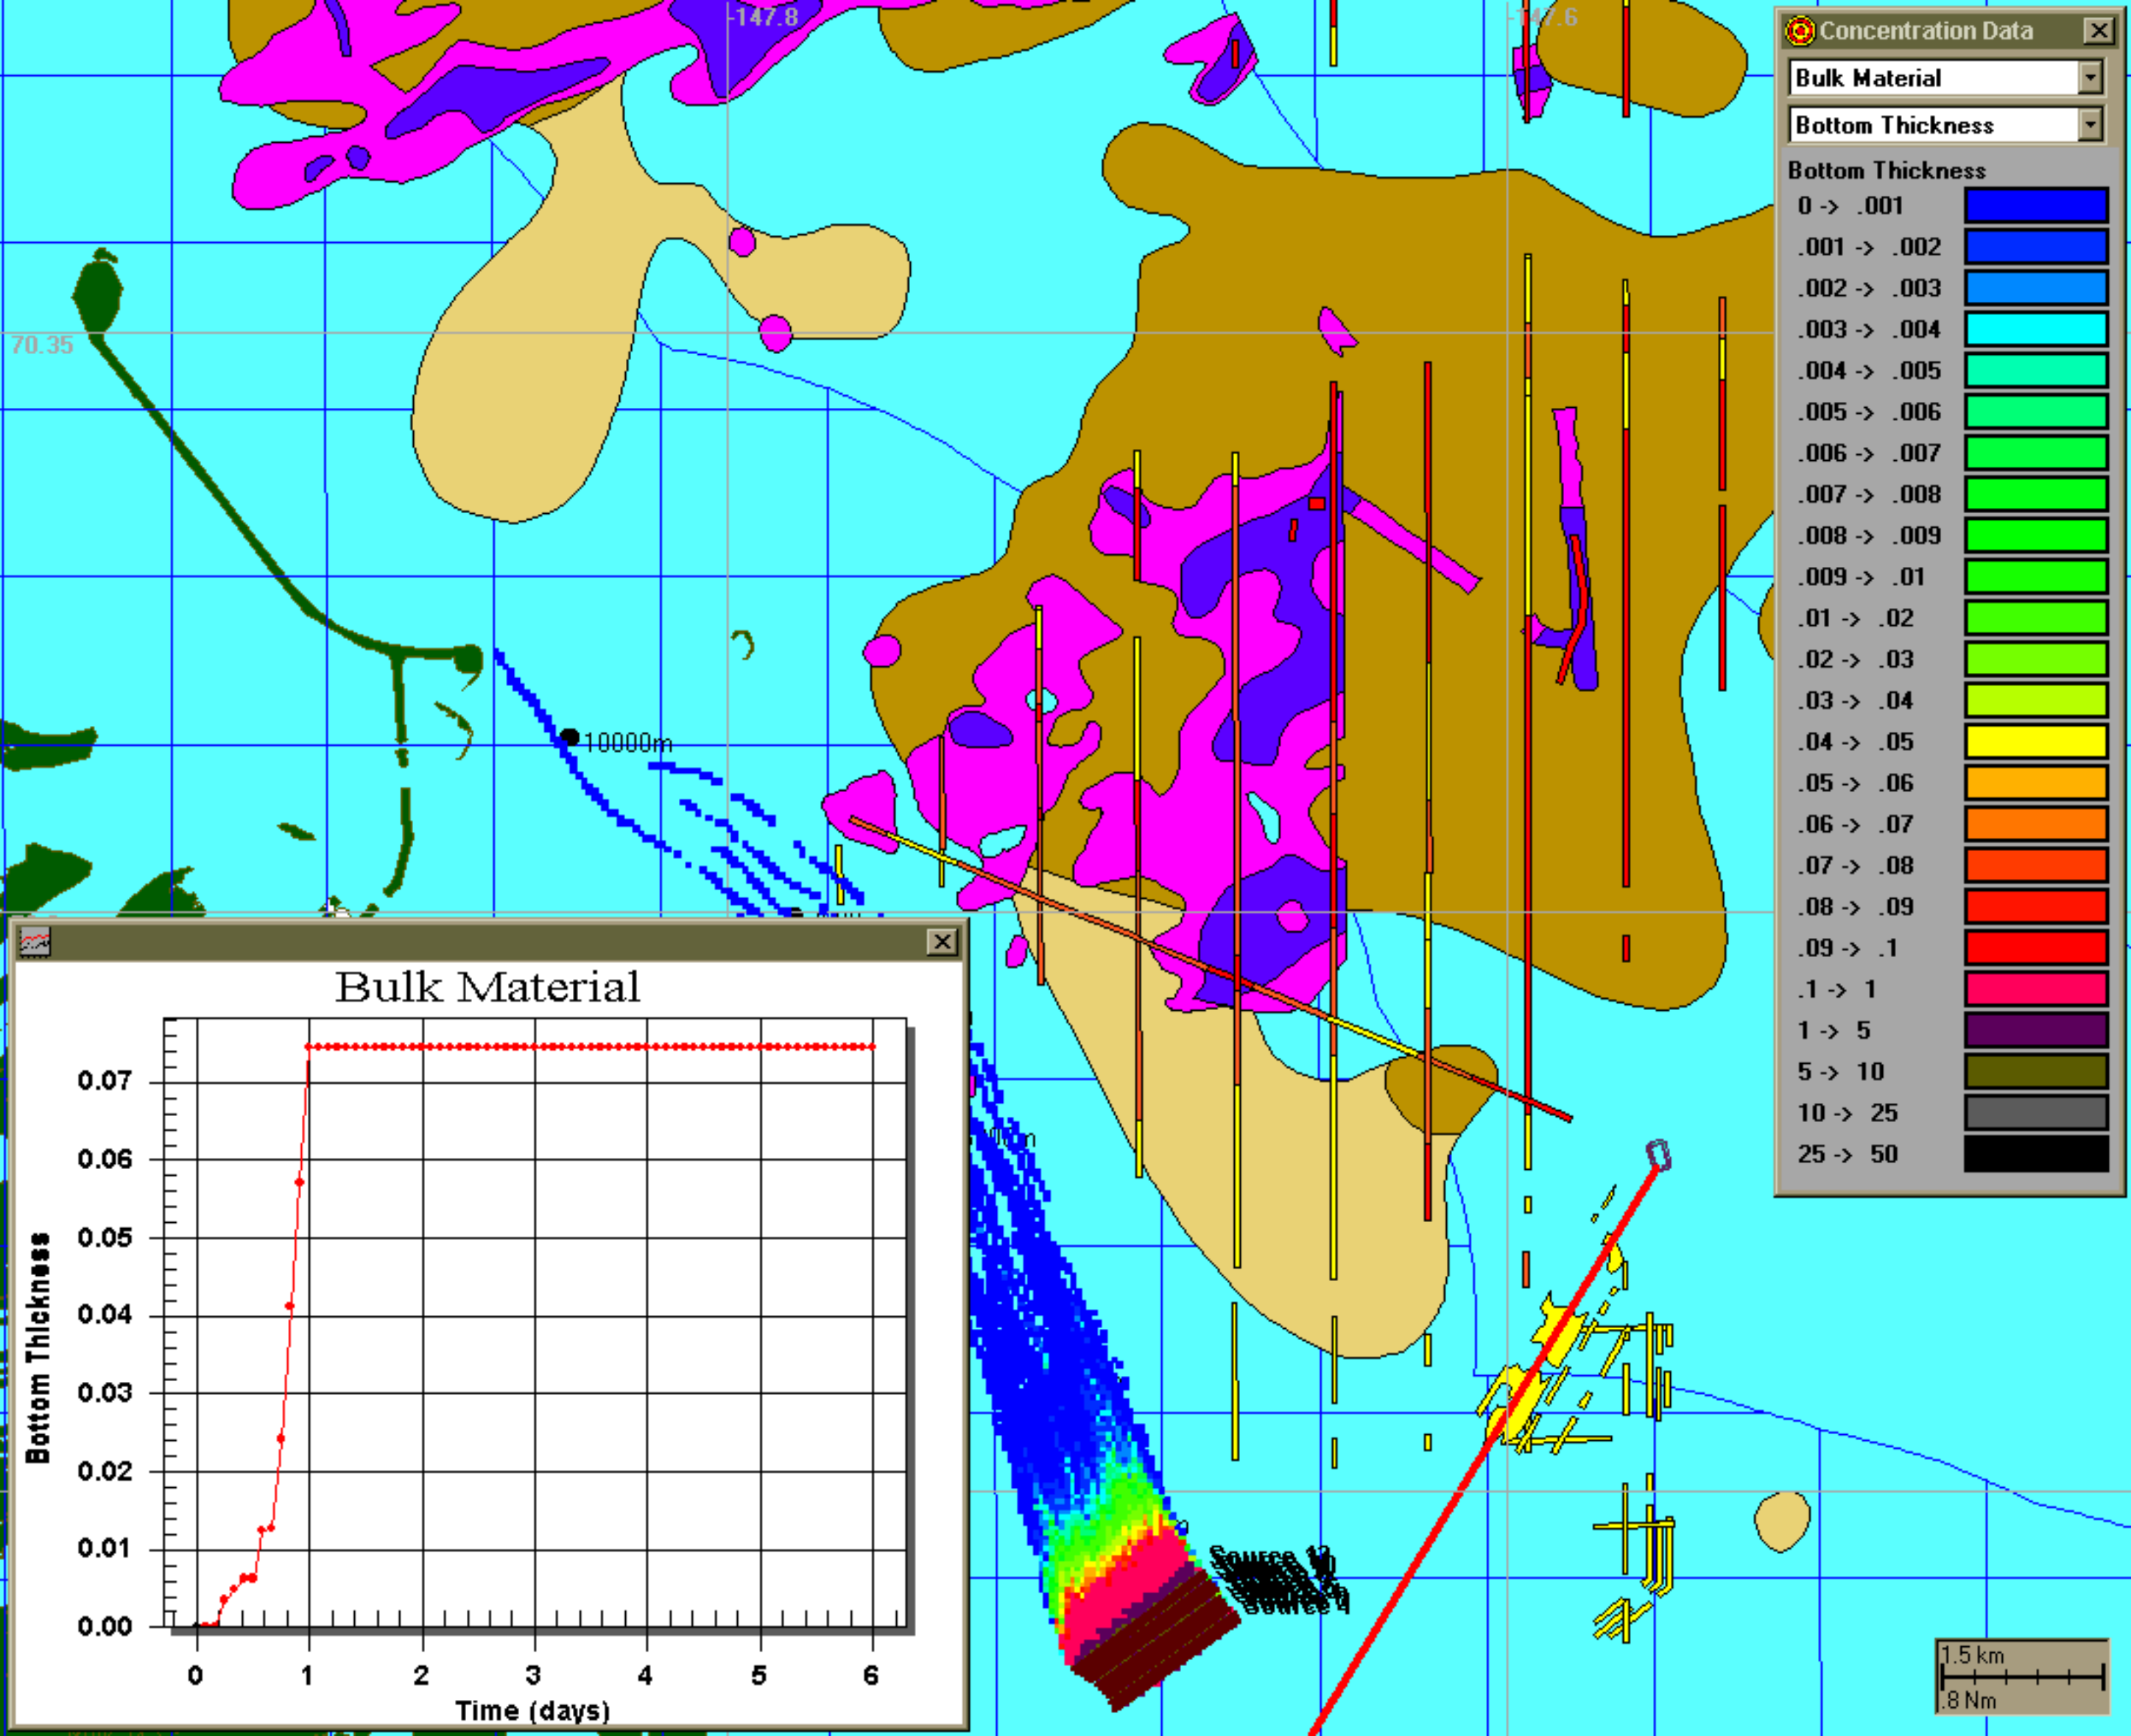 -147.8
-147.6
Concentration Data
Bulk Material
Bottom Thickness
Bottom Thickness
0 -> .001
.001 -> .002
.002 -> .003
.003 -> .004
.004 -> .005
.005 -> .006
.006 -> .007
.007 -> .008
.008 -> .009
.009 -> .01
.01 -> .02
.02 -> .03
.03 -> .04
.04 -> .05
.05 -> .06
.06 -> .07
.07 -> .08
.08 -> .09
.09 -> .1
.1 -> 1
1 -> 5
5 -> 10
10 -> 25
25 -> 50
70.35
10000m
Bulk Material
0.07
0.06
0.05
0.04
0.03
0.02
0.01
0.00
Bottom Thickness
0 1 2 3 4 5 6
Time (days)
Source
Source 4
1.5 km
.8 Nm